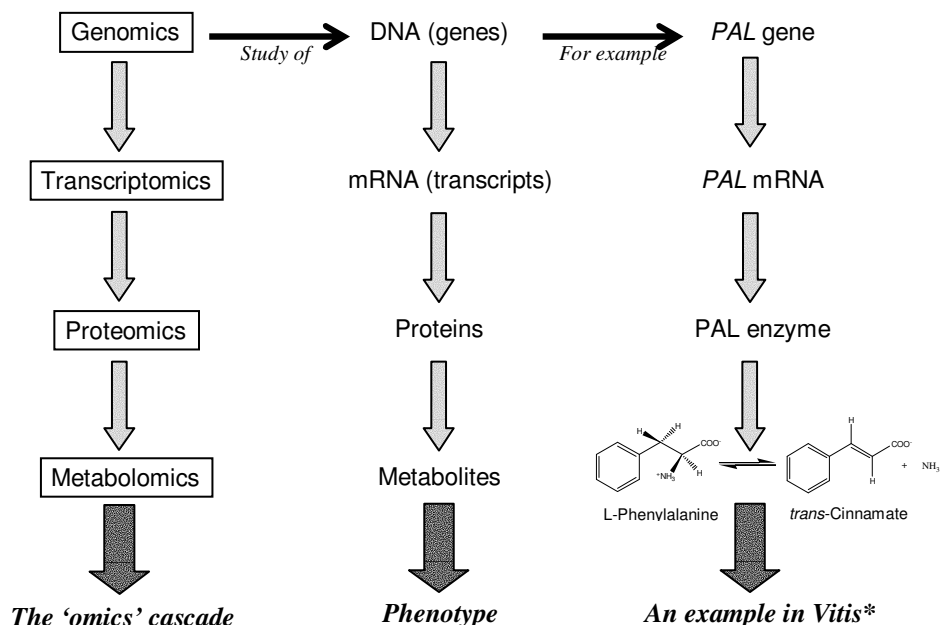 Genomics
Study of
DNA (genes)
For example
PAL gene
Transcriptomics
mRNA (transcripts)
PAL mRNA
Proteomics
Proteins
PAL enzyme
Metabolomics
Metabolites
H
H
COO⁻
⁺NH₃
H
L-Phenylalanine
H
COO⁻
H
+ NH₃
trans-Cinnamate
The ‘omics’ cascade
Phenotype
An example in Vitis*